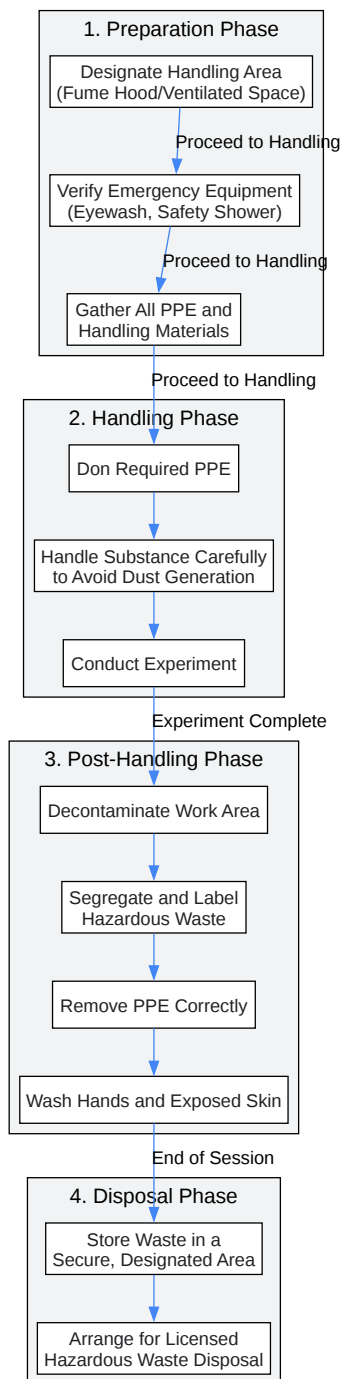 1. Preparation Phase
Designate Handling Area
(Fume Hood/Ventilated Space)
Proceed to Handling
Verify Emergency Equipment
(Eyewash, Safety Shower)
Proceed to Handling
Gather All PPE and
Handling Materials
Proceed to Handling
2. Handling Phase
Don Required PPE
Handle Substance Carefully
to Avoid Dust Generation
Conduct Experiment
Experiment Complete
3. Post-Handling Phase
Decontaminate Work Area
Segregate and Label
Hazardous Waste
Remove PPE Correctly
Wash Hands and Exposed Skin
End of Session
4. Disposal Phase
Store Waste in a
Secure, Designated Area
Arrange for Licensed
Hazardous Waste Disposal